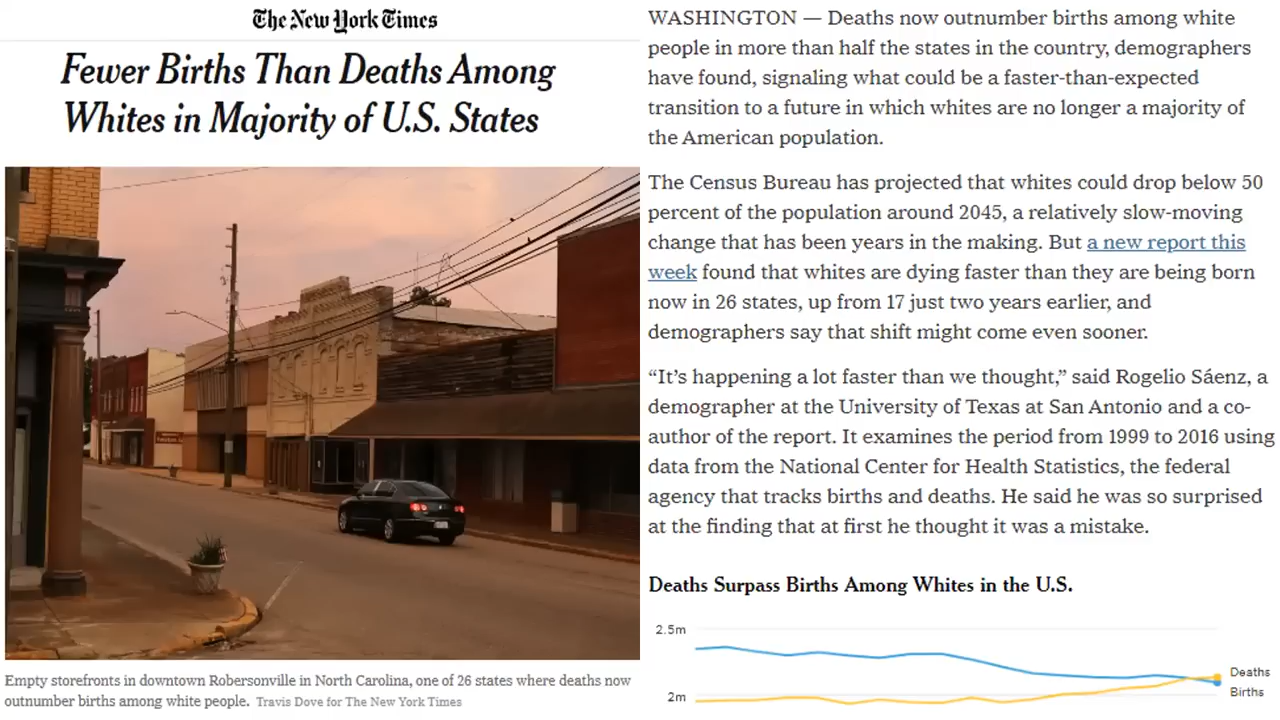 The New York Times
Fewer Births Than Deaths Among
Whites in Majority of U.S. States
Empty storefronts in downtown Robersonville in North Carolina, one of 26 states where deaths now
outnumber births among white people. Travis Dove for The New York Times
WASHINGTON — Deaths now outnumber births among white
people in more than half the states in the country, demographers
have found, signaling what could be a faster-than-expected
transition to a future in which whites are no longer a majority of
the American population.
The Census Bureau has projected that whites could drop below 50
percent of the population around 2045, a relatively slow-moving
change that has been years in the making. But a new report this
week found that whites are dying faster than they are being born
now in 26 states, up from 17 just two years earlier, and
demographers say that shift might come even sooner.
“It’s happening a lot faster than we thought,” said Rogelio Sáenz, a
demographer at the University of Texas at San Antonio and a co-
author of the report. It examines the period from 1999 to 2016 using
data from the National Center for Health Statistics, the federal
agency that tracks births and deaths. He said he was so surprised
at the finding that at first he thought it was a mistake.
Deaths Surpass Births Among Whites in the U.S.
2.5m
2m
Deaths
Births